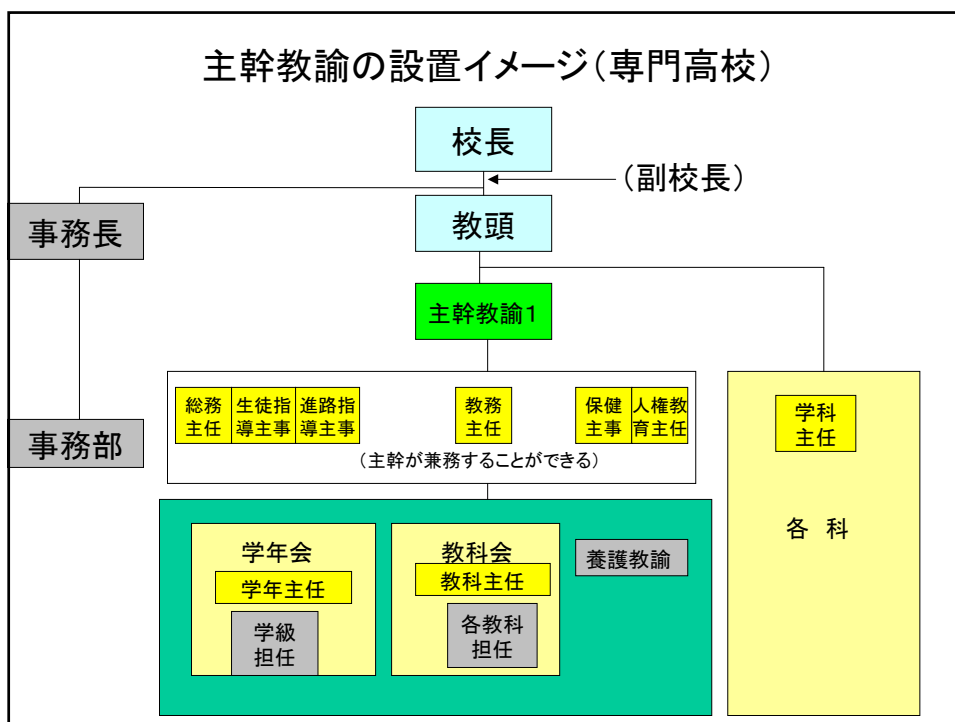 主幹教諭の設置イメージ（専門高校）
校長
（副校長）
事務長
教頭
主幹教諭１
総務
主任
生徒指
導主事
進路指
導主事
教務
主任
保健
主事
人権教
育主任
（主幹が兼務することができる）
学科
主任
各　科
事務部
学年会
学年主任
学級
担任
教科会
教科主任
各教科
担任
養護教諭